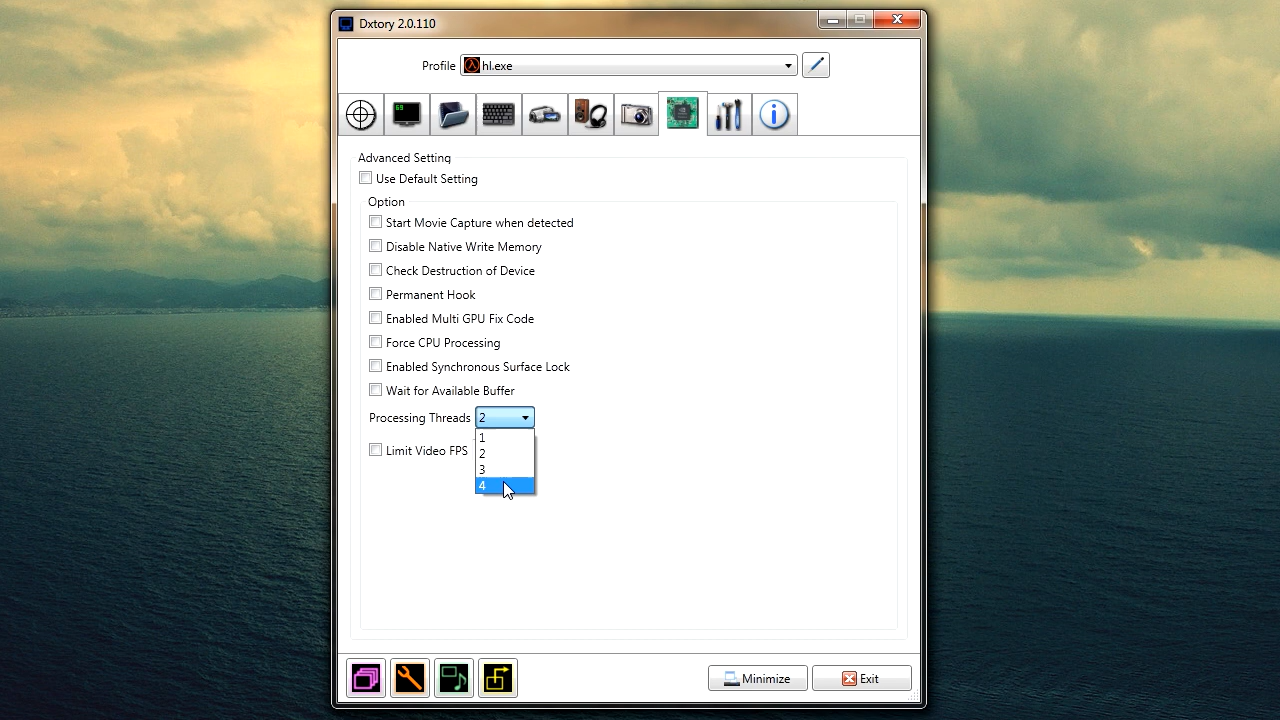 Dxtory 2.0.110
Profile hl.exe
69
Advanced Setting
Use Default Setting
Option
Start Movie Capture when detected
Disable Native Write Memory
Check Destruction of Device
Permanent Hook
Enabled Multi GPU Fix Code
Force CPU Processing
Enabled Synchronous Surface Lock
Wait for Available Buffer
Processing Threads 2
1
2
Limit Video FPS
3
4
Minimize Exit